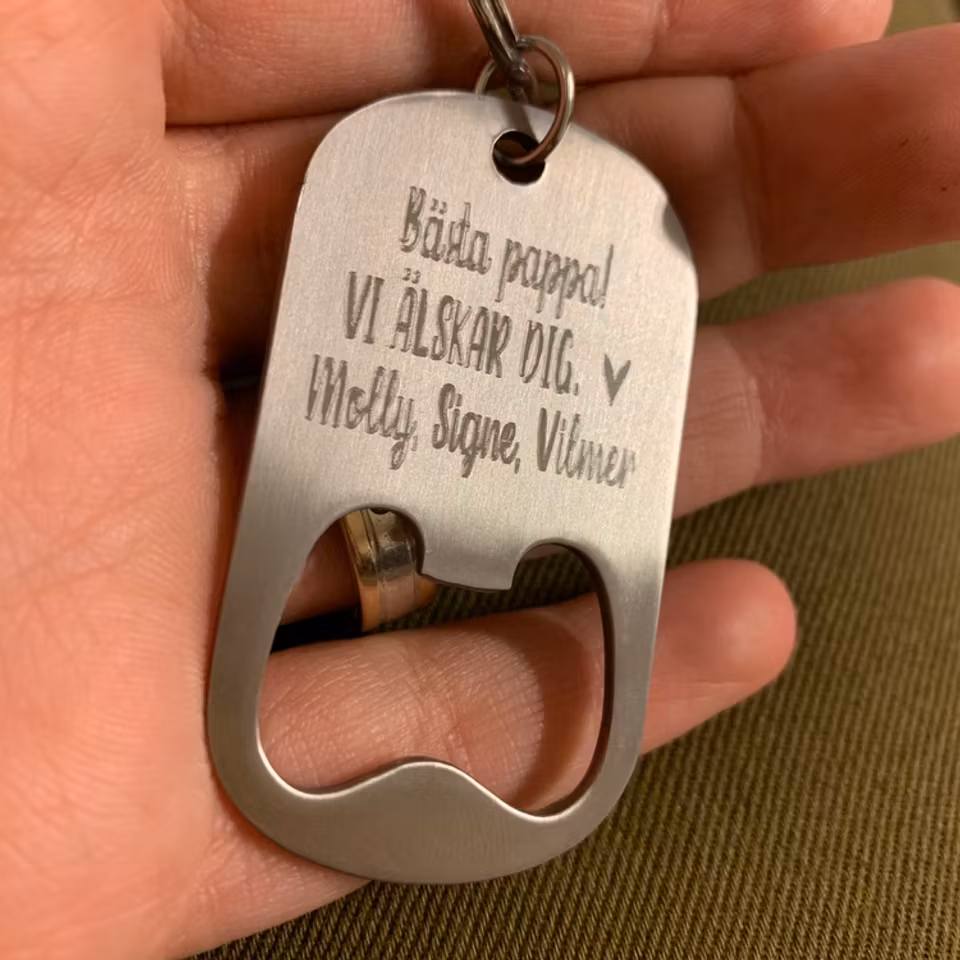 Bästa pappa!
VI ÄLSKAR DIG. ♥
Molly, Signe, Vilmer